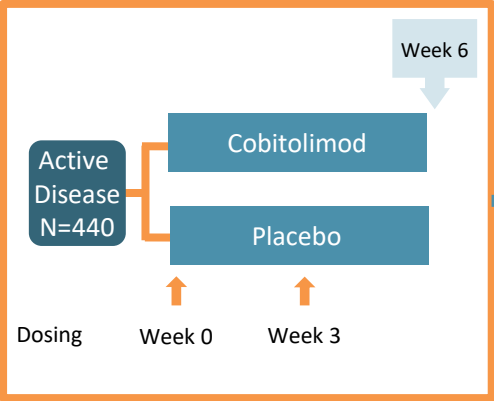 Week 6
Cobitolimod
Active
Disease
N=440
Placebo
Dosing
Week 0
Week 3